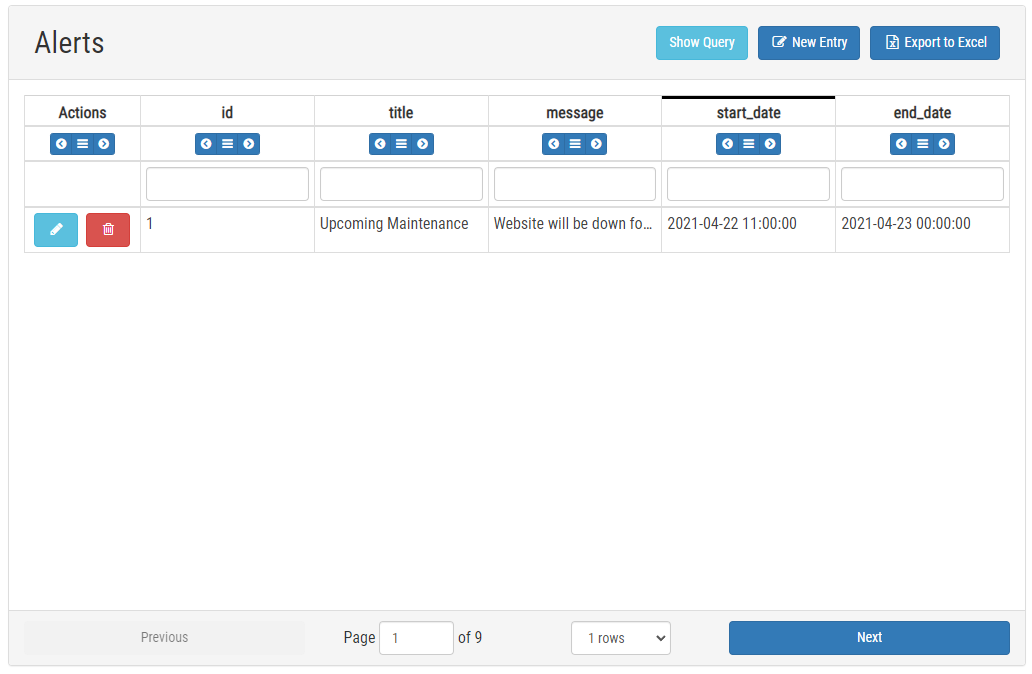 Alerts
Show Query New Entry Export to Excel
Actions id title message start_date end_date
1 Upcoming Maintenance Website will be down fo... 2021-04-22 11:00:00 2021-04-23 00:00:00
Previous Page 1 of 9 1 rows Next